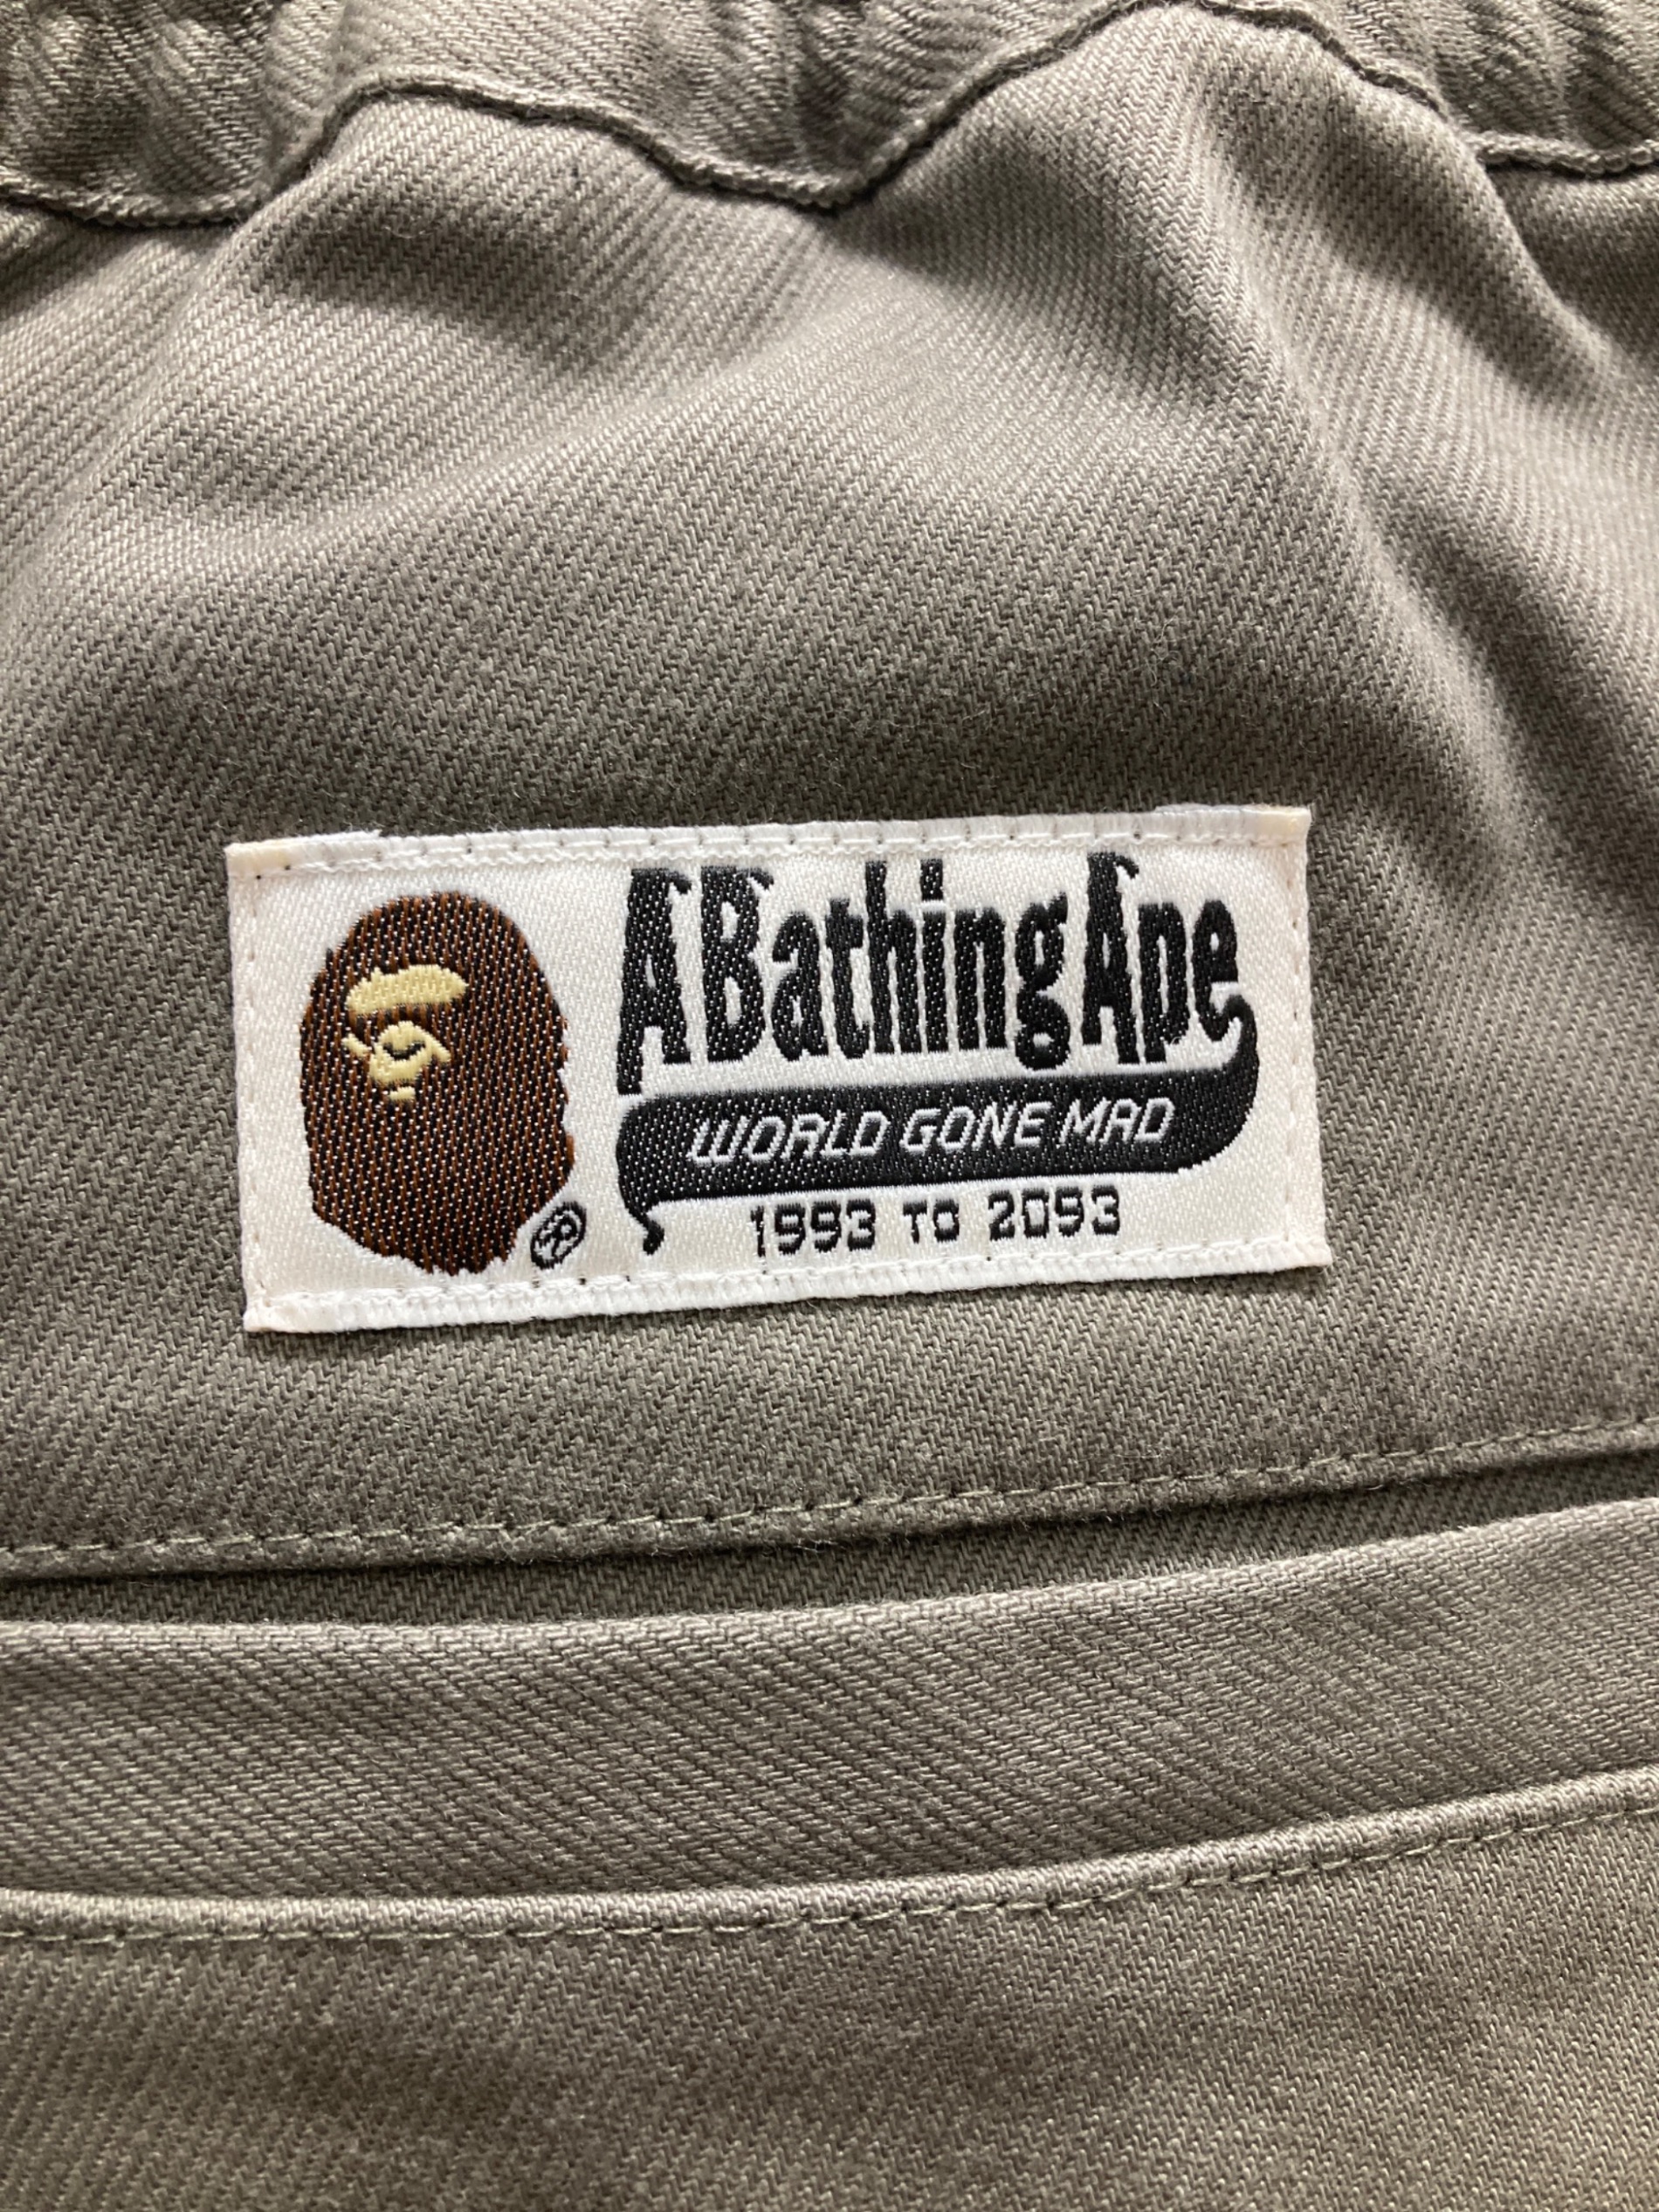 A Bathing Ape
WORLD GONE MAD
1993 TO 2093
®